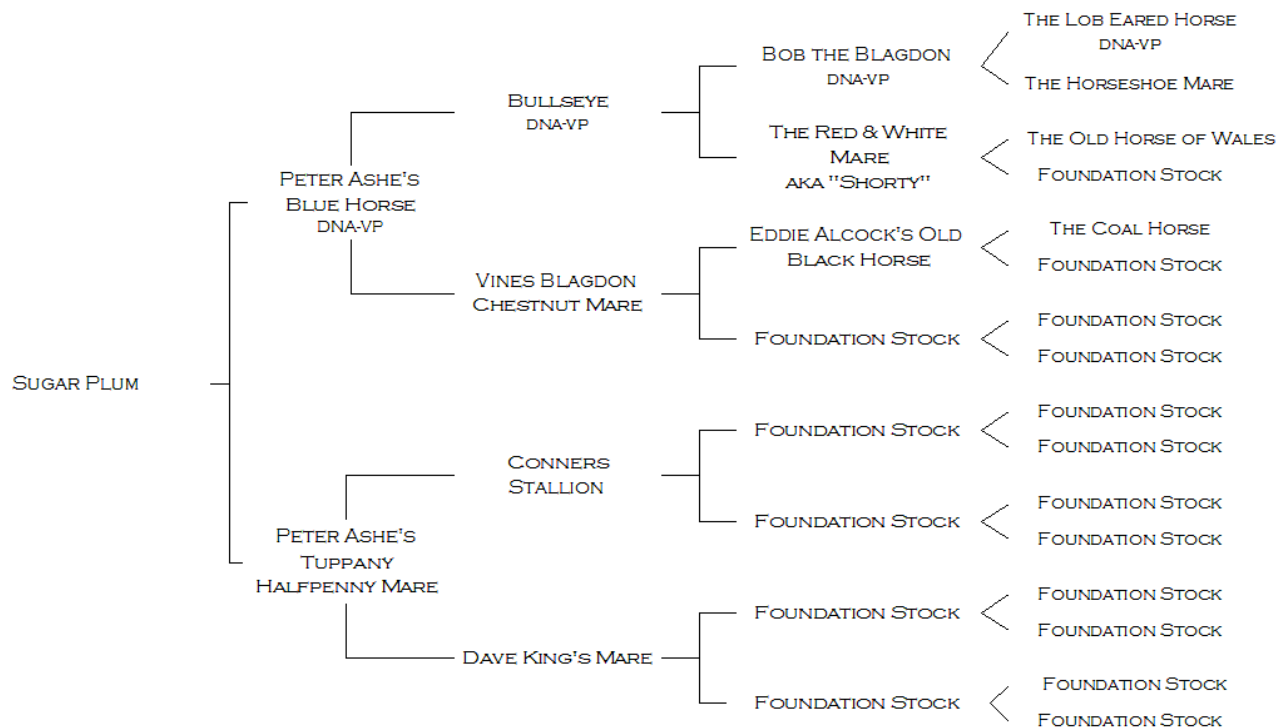 The Lob Eared Horse
DNA-VP
Bob the Blagdon
DNA-VP
The Horseshoe Mare
Bullseye
DNA-VP
The Red & White
Mare
aka "Shorty"
The Old Horse of Wales
Foundation Stock
Peter Ashe's
Blue Horse
DNA-VP
Eddie Alcock's Old
Black Horse
The Coal Horse
Foundation Stock
Vines Blagdon
Chestnut Mare
Foundation Stock
Foundation Stock
Foundation Stock
Sugar Plum
Conners
Stallion
Foundation Stock
Foundation Stock
Foundation Stock
Foundation Stock
Foundation Stock
Foundation Stock
Peter Ashe's
Tuppany
Halfpenny Mare
Dave King's Mare
Foundation Stock
Foundation Stock
Foundation Stock
Foundation Stock
Foundation Stock
Foundation Stock